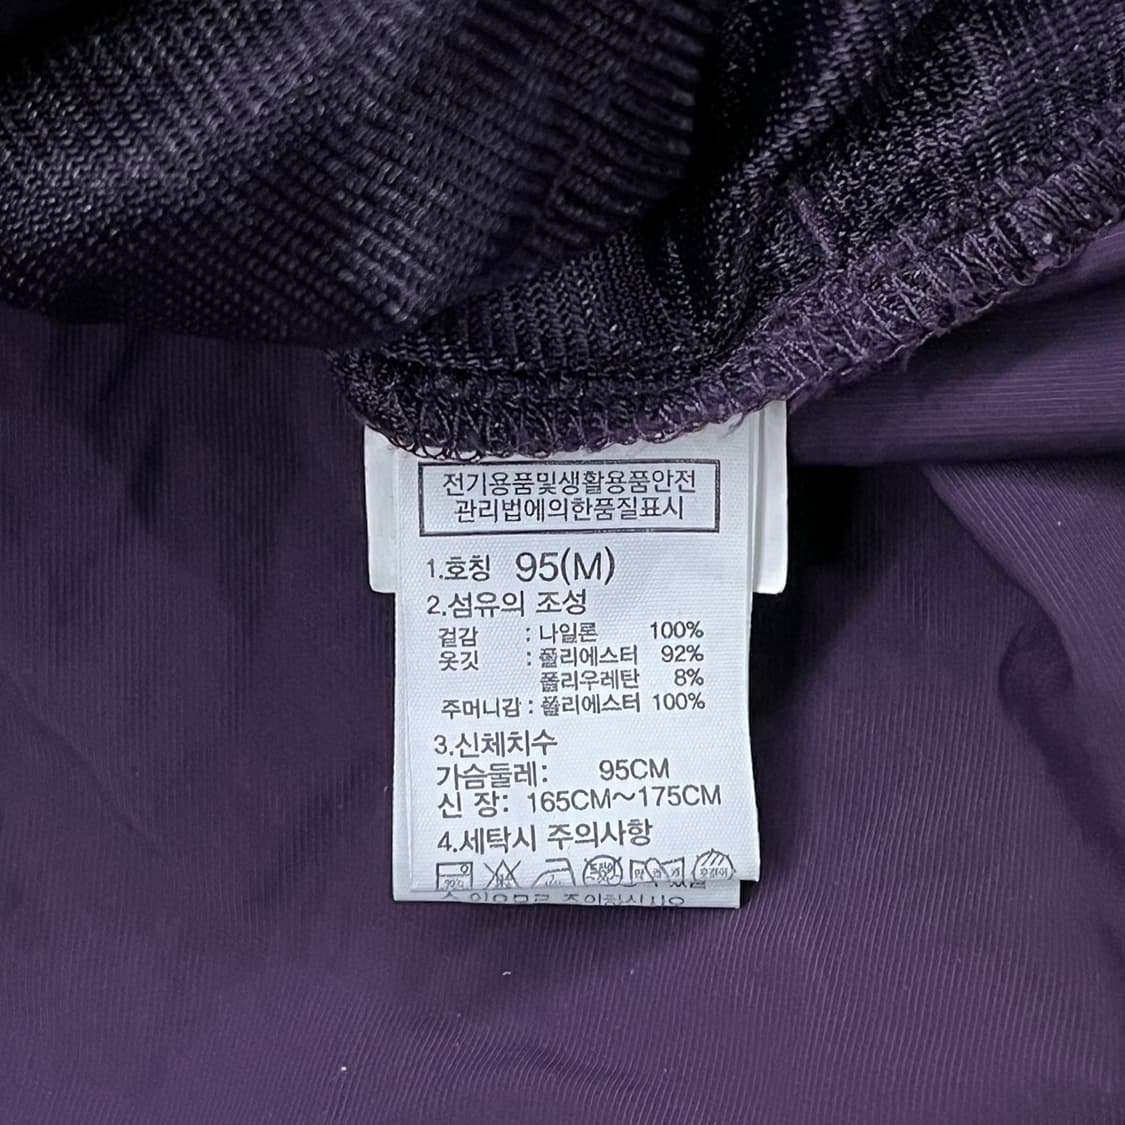 전기용품및생활용품안전
관리법에의한품질표시
1.호칭 95(M)
2.섬유의 조성
겉감 : 나일론 100%
옷깃 : 폴리에스터 92%
폴리우레탄 8%
주머니감 : 폴리에스터 100%
3.신체치수
가슴둘레: 95CM
신 장: 165CM~175CM
4.세탁시 주의사항